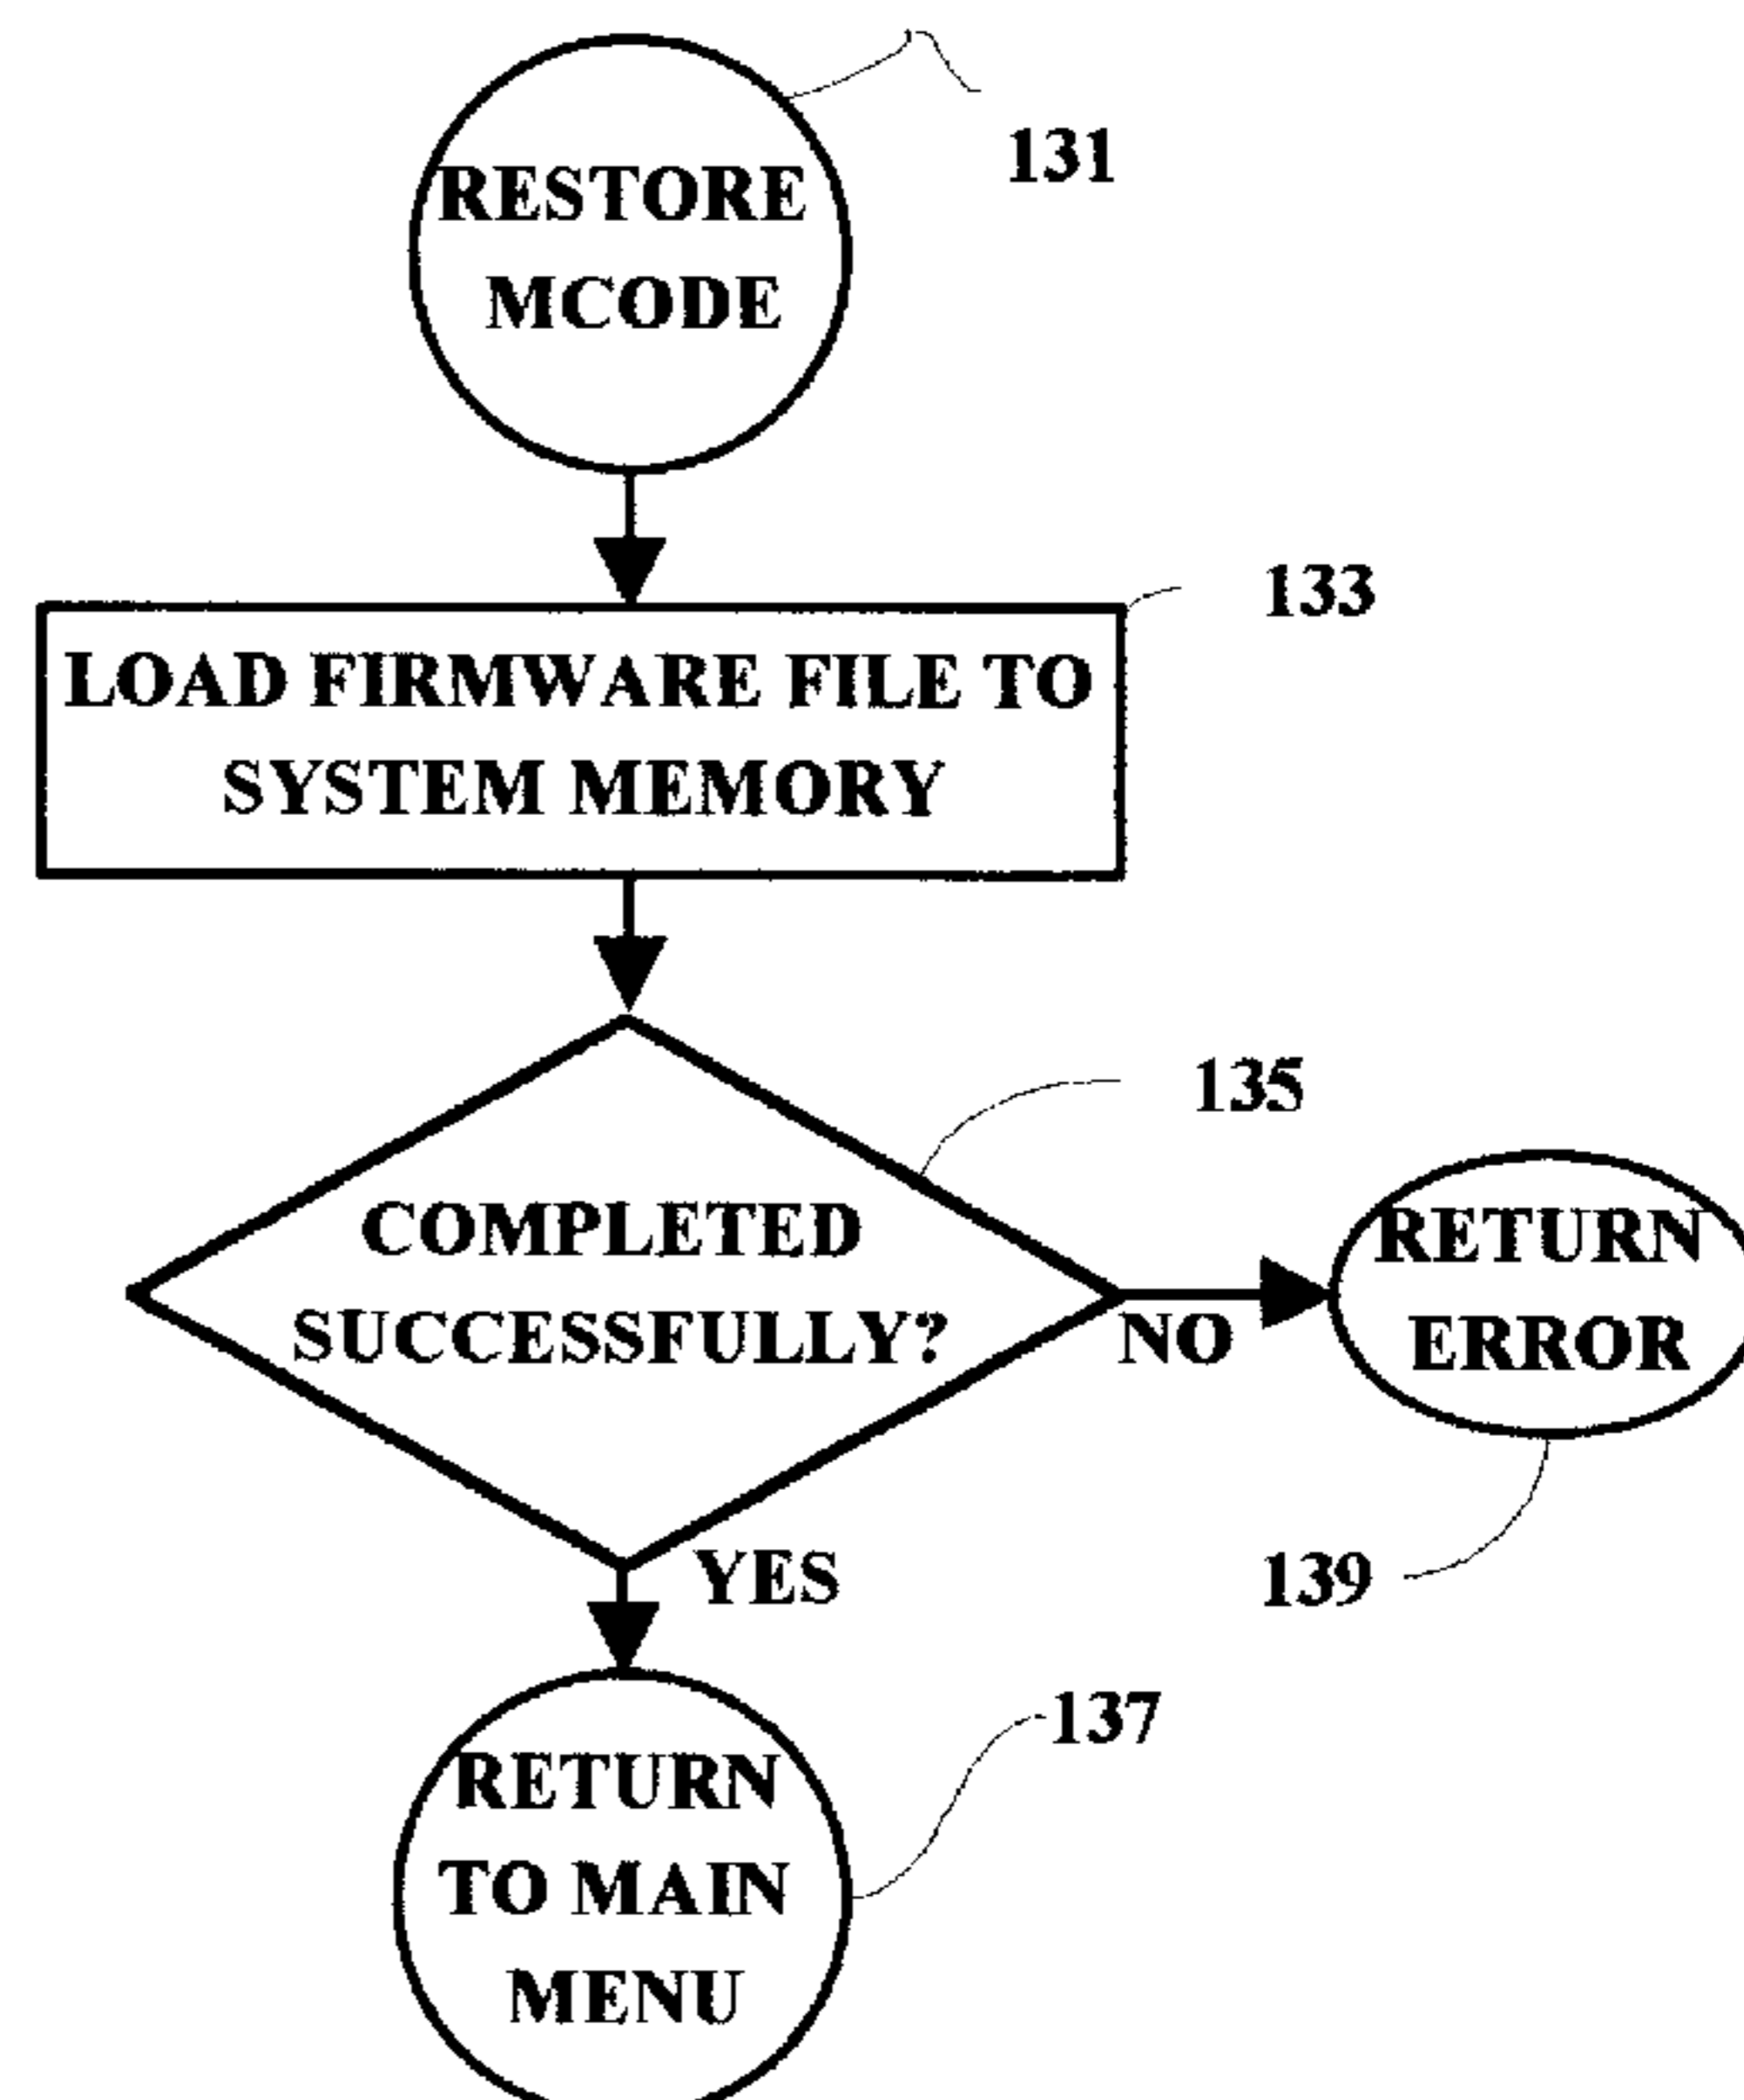 131
RESTORE
MCODE
133
LOAD FIRMWARE FILE TO
SYSTEM MEMORY
135
COMPLETED
SUCCESSFULLY?
NO
RETURN
ERROR
139
YES
137
RETURN
TO MAIN
MENU